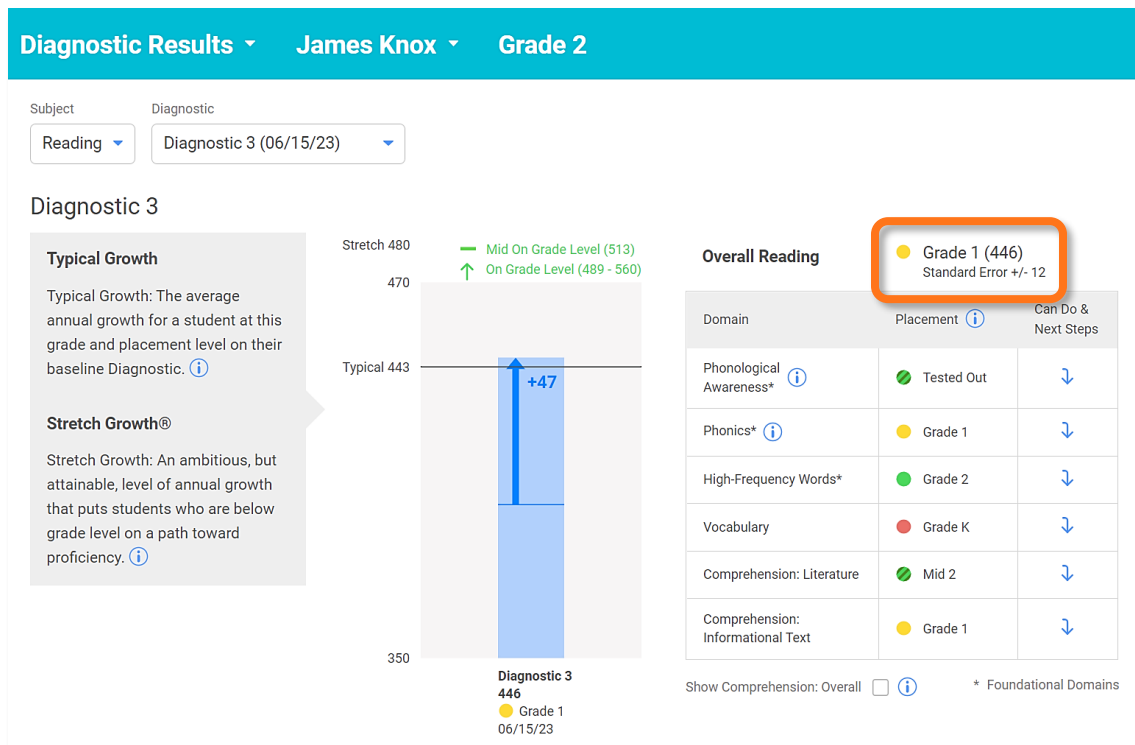 Diagnostic Results James Knox Grade 2
Subject
Diagnostic
Reading
Diagnostic 3 (06/15/23)
Diagnostic 3
Typical Growth
Typical Growth: The average
annual growth for a student at this
grade and placement level on their
baseline Diagnostic.
Stretch Growth®
Stretch Growth: An ambitious, but
attainable, level of annual growth
that puts students who are below
grade level on a path toward
proficiency.
Stretch 480
Mid On Grade Level (513)
On Grade Level (489 - 560)
470
Typical 443
+47
350
Diagnostic 3
446
Grade 1
06/15/23
Overall Reading
Grade 1 (446)
Standard Error +/- 12
Domain
Placement
Can Do &
Next Steps
Phonological
Awareness*
Tested Out
Phonics*
Grade 1
High-Frequency Words*
Grade 2
Vocabulary
Grade K
Comprehension: Literature
Mid 2
Comprehension:
Informational Text
Grade 1
Show Comprehension: Overall
* Foundational Domains